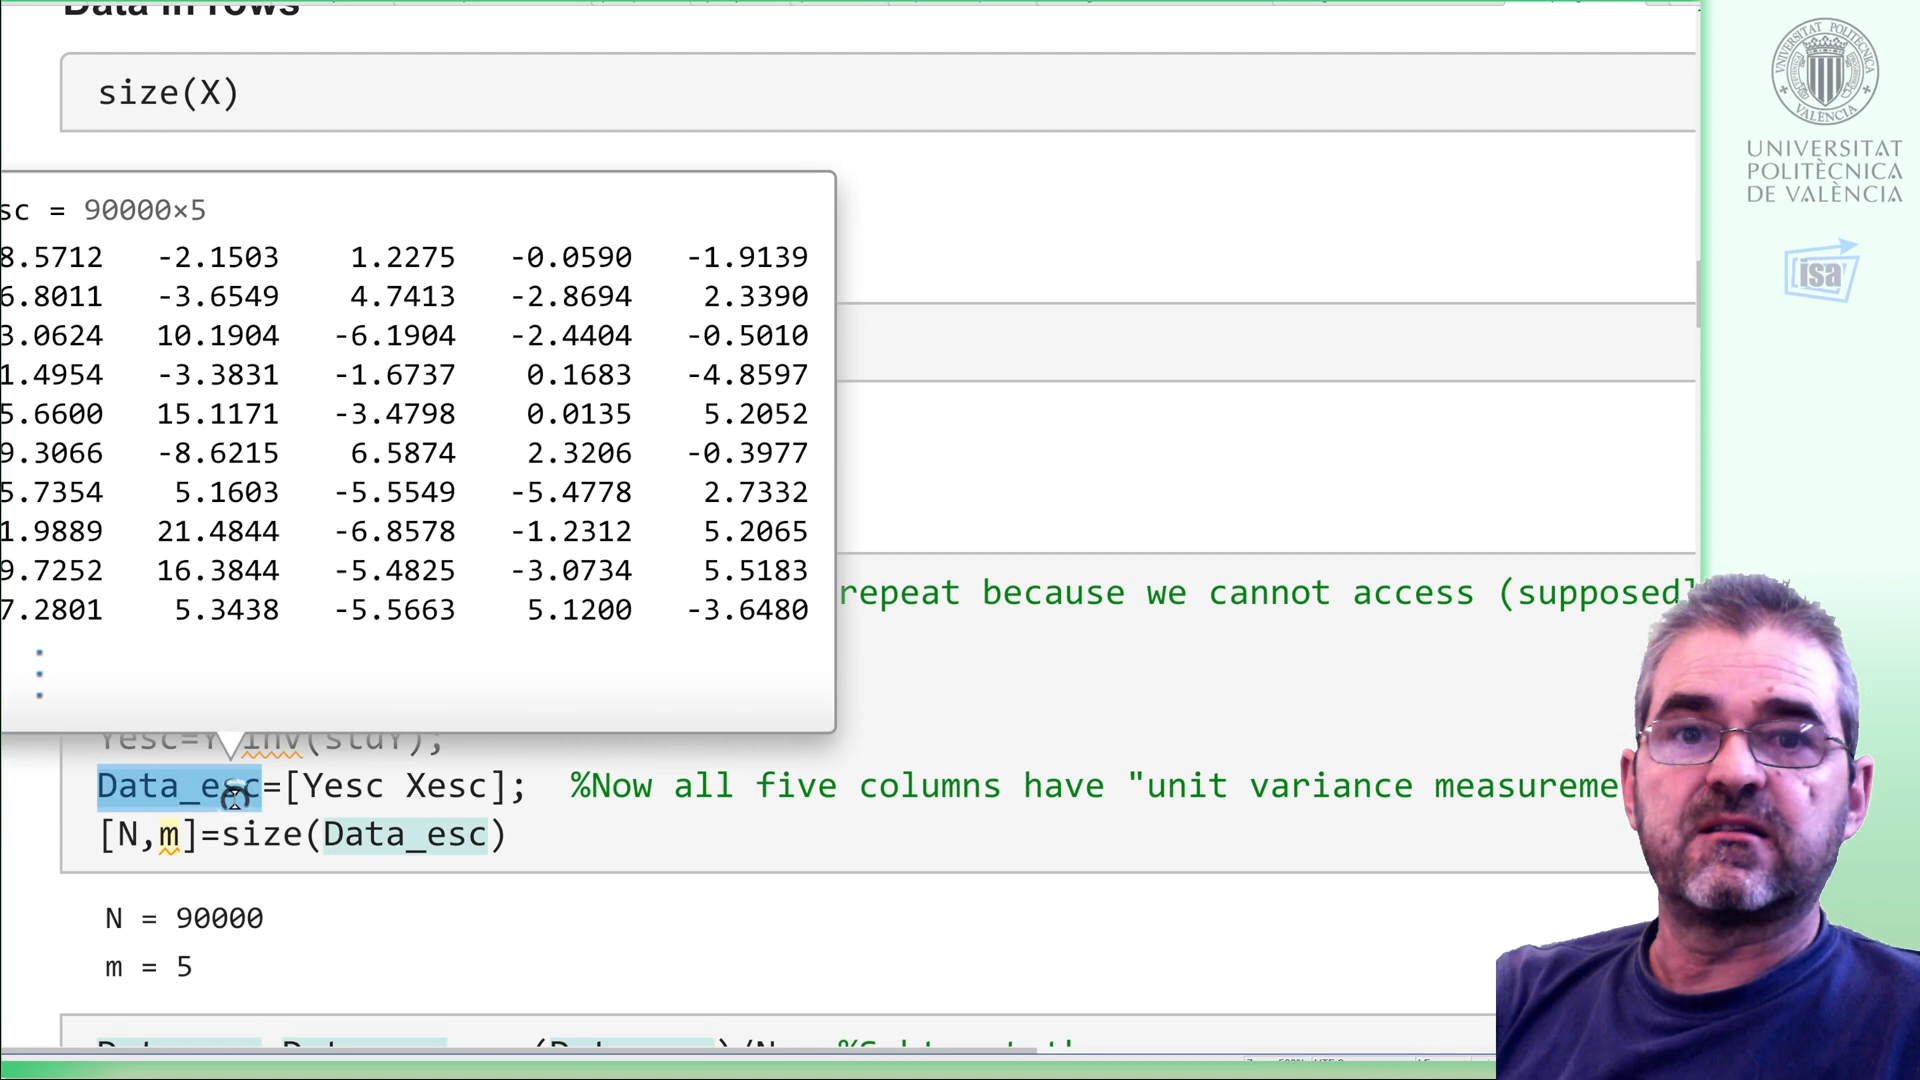 Data in rows
size(X)
sc = 90000×5
8.5712 -2.1503 1.2275 -0.0590 -1.9139
6.8011 -3.6549 4.7413 -2.8694 2.3390
3.0624 10.1904 -6.1904 -2.4404 -0.5010
1.4954 -3.3831 -1.6737 0.1683 -4.8597
5.6600 15.1171 -3.4798 0.0135 5.2052
9.3066 -8.6215 6.5874 2.3206 -0.3977
5.7354 5.1603 -5.5549 -5.4778 2.7332
1.9889 21.4844 -6.8578 -1.2312 5.2065
9.7252 16.3844 -5.4825 -3.0734 5.5183
7.2801 5.3438 -5.5663 5.1200 -3.6480
repeat because we cannot access (supposed
Yesc=Y inv(stdY);
Data_esc=[Yesc Xesc]; %Now all five columns have "unit variance measureme
[N,m]=size(Data_esc)
N = 90000
m = 5
UNIVERSITAT
POLITÈCNICA
DE VALÈNCIA
isa